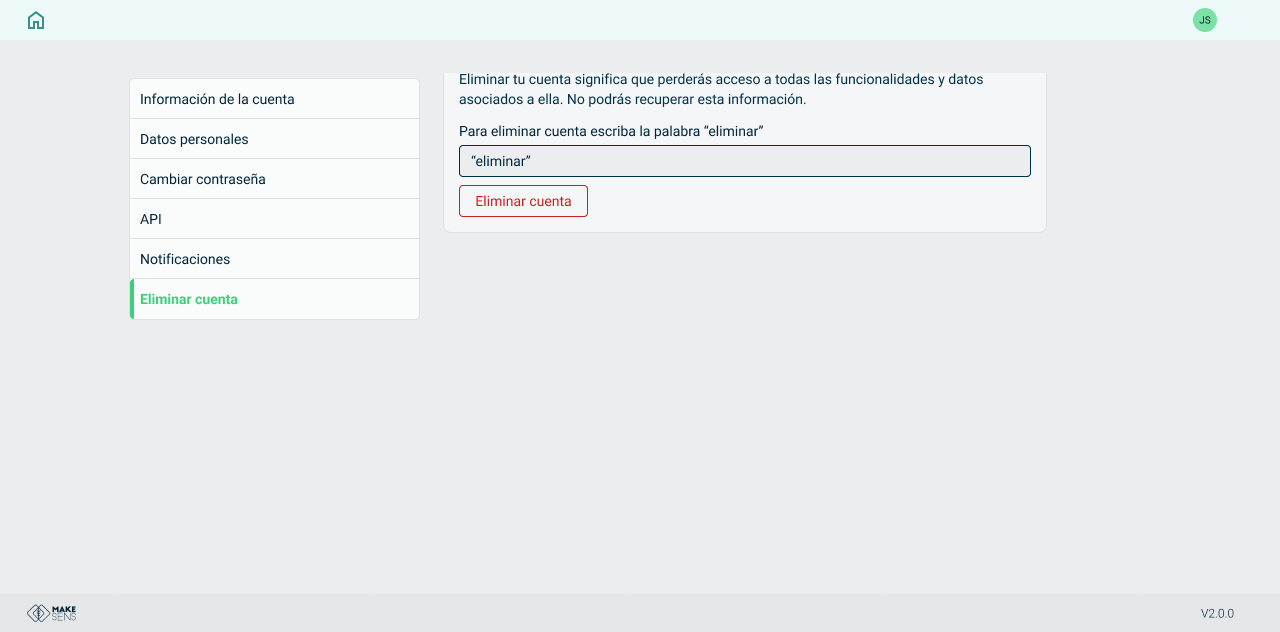 JS
Información de la cuenta
Datos personales
Cambiar contraseña
API
Notificaciones
Eliminar cuenta
Eliminar tu cuenta significa que perderás acceso a todas las funcionalidades y datos
asociados a ella. No podrás recuperar esta información.
Para eliminar cuenta escriba la palabra “eliminar”
“eliminar”
Eliminar cuenta
MAKE
SENS
V2.0.0